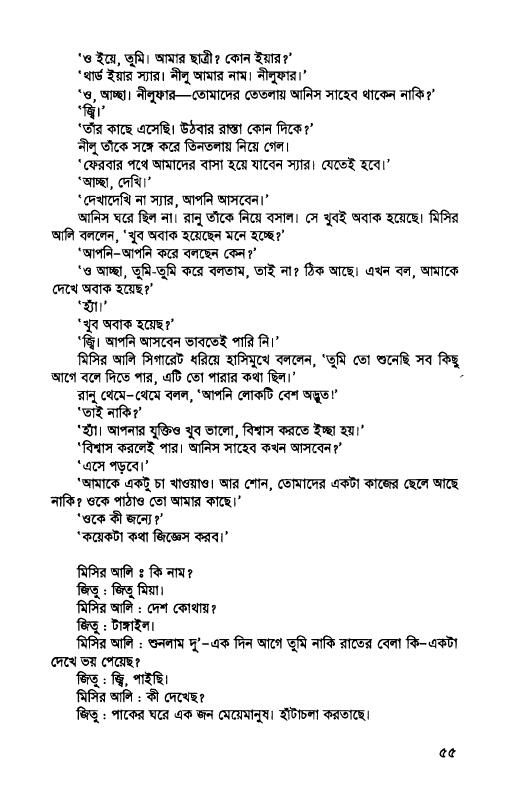 ‘ও ইয়ে, তুমি। আমার ছাত্রী? কোন ইয়ার?’
‘থার্ড ইয়ার স্যার। নীলু আমার নাম। নীলুফার।’
‘ও, আচ্ছা। নীলুফার—তোমাদের তেতলায় আনিস সাহেব থাকেন নাকি?’
‘জ্বি।’
‘তাঁর কাছে এসেছি। উঠবার রাস্তা কোন দিকে?’
নীলু তাঁকে সঙ্গে করে তিনতলায় নিয়ে গেল।
‘ফেরবার পথে আমাদের বাসা হয়ে যাবেন স্যার। যেতেই হবে।’
‘আচ্ছা, দেখি।’
‘দেখাদেখি না স্যার, আপনি আসবেন।’
আনিস ঘরে ছিল না। রানু তাঁকে নিয়ে বসাল। সে খুবই অবাক হয়েছে। মিসির
আলি বললেন, ‘খুব অবাক হয়েছেন মনে হচ্ছে?’
‘আপনি-আপনি করে বলছেন কেন?’
‘ও আচ্ছা, তুমি-তুমি করে বলতাম, তাই না? ঠিক আছে। এখন বল, আমাকে
দেখে অবাক হয়েছ?’
‘হ্যাঁ।’
‘খুব অবাক হয়েছ?’
‘জ্বি। আপনি আসবেন ভাবতেই পারি নি।’
মিসির আলি সিগারেট ধরিয়ে হাসিমুখে বললেন, ‘তুমি তো শুনেছি সব কিছু
আগে বলে দিতে পার, এটি তো পারার কথা ছিল।’
রানু থেমে-থেমে বলল, ‘আপনি লোকটি বেশ অদ্ভুত!’
‘তাই নাকি?’
‘হ্যাঁ। আপনার যুক্তিও খুব ভালো, বিশ্বাস করতে ইচ্ছা হয়।’
‘বিশ্বাস করলেই পার। আনিস সাহেব কখন আসবেন?’
‘এসে পড়বে।’
‘আমাকে একটু চা খাওয়াও। আর শোন, তোমাদের একটা কাজের ছেলে আছে
নাকি? ওকে পাঠাও তো আমার কাছে।’
‘ওকে কী জন্যে?’
‘কয়েকটা কথা জিজ্ঞেস করব।’
মিসির আলি ঃ কি নাম?
জিতু : জিতু মিয়া।
মিসির আলি : দেশ কোথায়?
জিতু : টাঙ্গাইল।
মিসির আলি : শুনলাম দু’-এক দিন আগে তুমি নাকি রাতের বেলা কি-একটা
দেখে ভয় পেয়েছ?
জিতু : জ্বি, পাইছি।
মিসির আলি : কী দেখেছ?
জিতু : পাকের ঘরে এক জন মেয়েমানুষ। হাঁটাচলা করতাছে।
৫৫